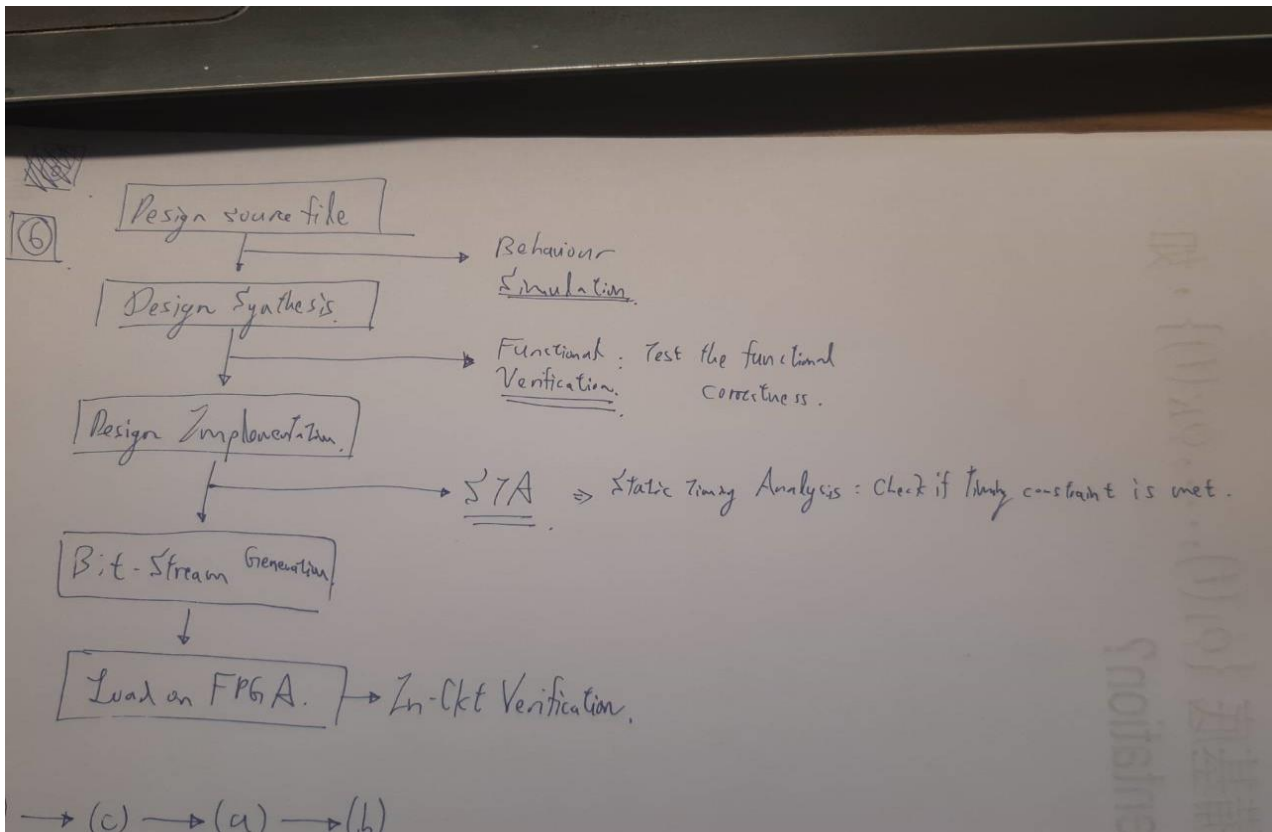 ⑥
Design source file
Behaviour
Simulation.
Design Synthesis.
Functional : Test the functional
Verification. correctness.
Design Implementation.
STA ⇒ Static Timing Analysis : Check if timing constraint is met.
Bit-Stream Generation.
Load on FPGA. → In-Ckt Verification.
→ (c) → (a) → (b)